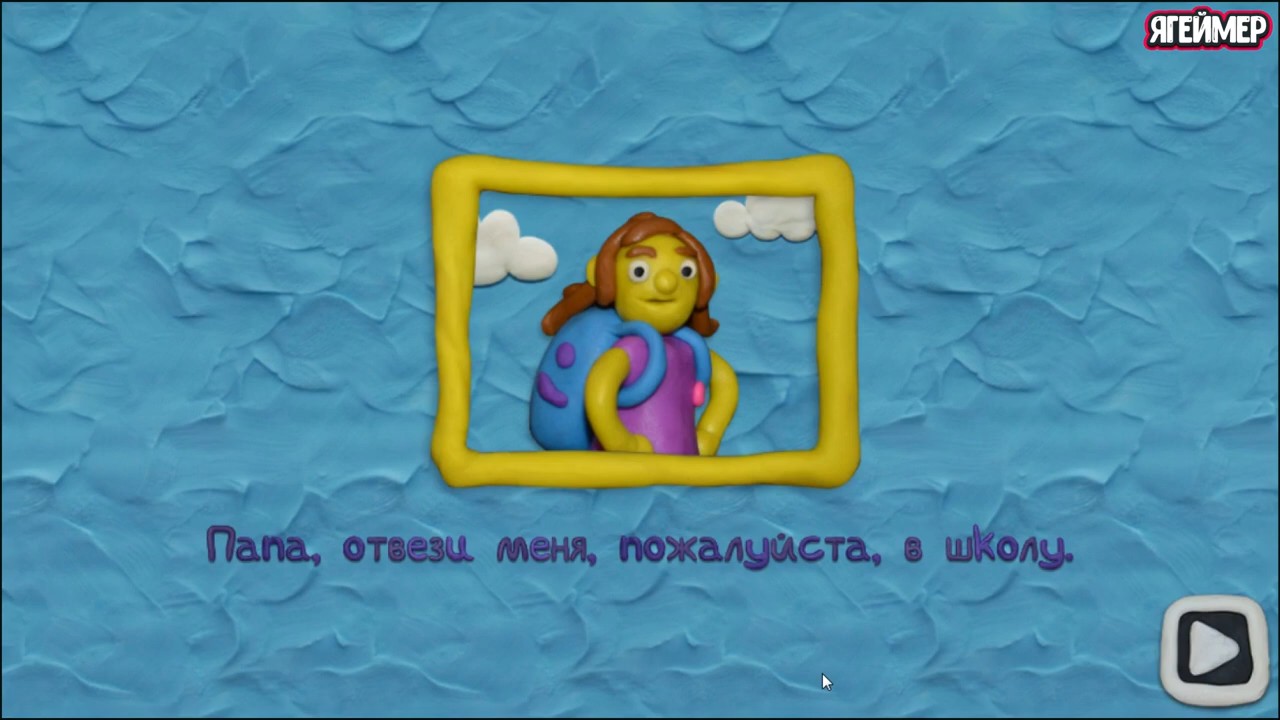 ЯГЕЙМЕР
Папа, отвези меня, пожалуйста, в школу.